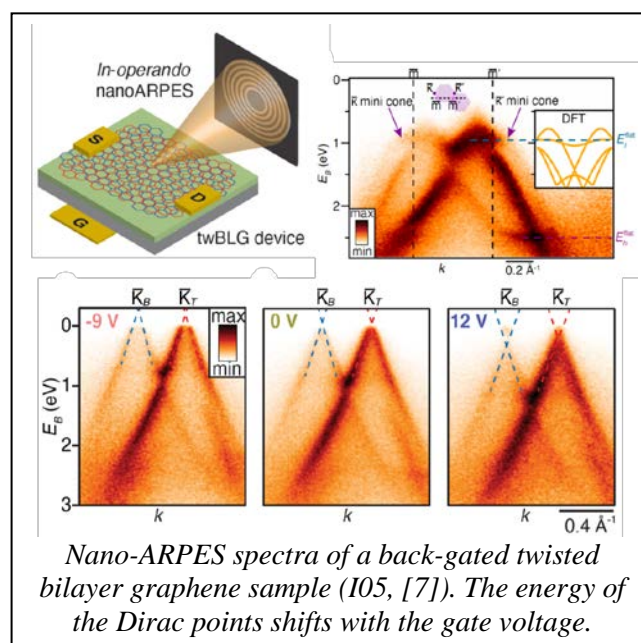 In-operando
nanoARPES
S
D
G
twBLG device
m̅ m̅'
0
1
2
E_B (eV)
K̅ K̅'
m̅ m̅'
K̅ mini cone
K̅' mini cone
DFT
max
min
k
0.2 Å⁻¹
K̅_B K̅_T
-9 V
max
min
0
1
2
3
E_B (eV)
k
K̅_B K̅_T
0 V
k
K̅_B K̅_T
12 V
k
0.4 Å⁻¹
Nano-ARPES spectra of a back-gated twisted
bilayer graphene sample (I05, [7]). The energy of
the Dirac points shifts with the gate voltage.